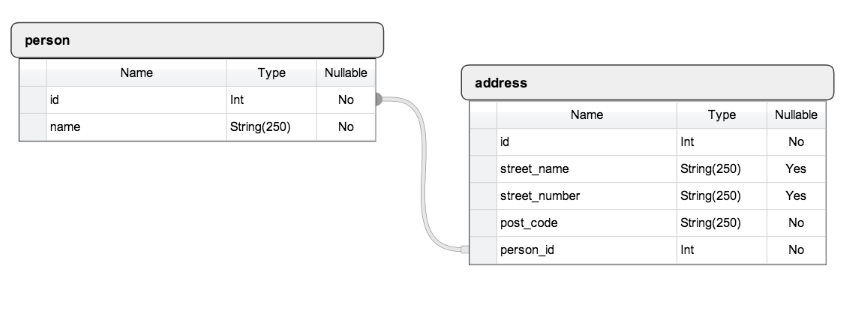 person
Name Type Nullable
id Int No
name String(250) No
address
Name Type Nullable
id Int No
street_name String(250) Yes
street_number String(250) Yes
post_code String(250) No
person_id Int No